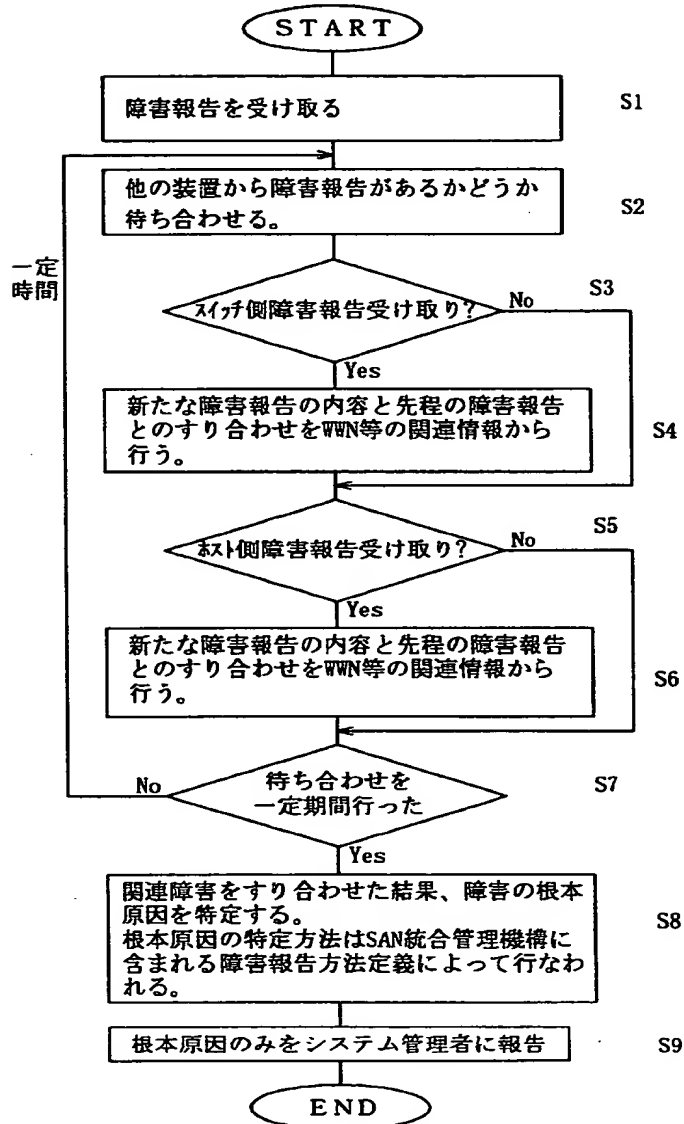 START
障害報告を受け取る
S1
他の装置から障害報告があるかどうか
待ち合わせる。
S2
一定
時間
スイッチ側障害報告受け取り?
No
S3
Yes
新たな障害報告の内容と先程の障害報告
とのすり合わせをWWN等の関連情報から
行う。
S4
ホスト側障害報告受け取り?
No
S5
Yes
新たな障害報告の内容と先程の障害報告
とのすり合わせをWWN等の関連情報から
行う。
S6
待ち合わせを
一定期間行った
No
S7
Yes
関連障害をすり合わせた結果、障害の根本
原因を特定する。
根本原因の特定方法はSAN統合管理機構に
含まれる障害報告方法定義によって行なわ
れる。
S8
根本原因のみをシステム管理者に報告
S9
END